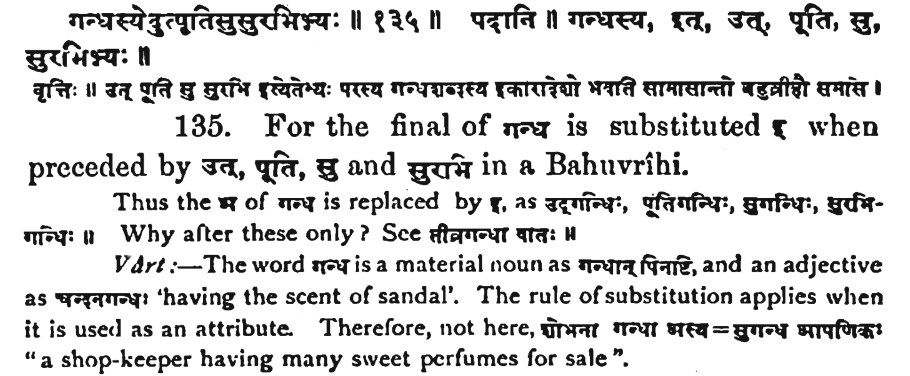 गन्धस्येदुत्पूतिसुसुरभिभ्यः ॥ १३५ ॥ पदानि ॥ गन्धस्य, इत्, उत्, पूति, सु,
सुरभिभ्यः ॥
वृत्तिः ॥ उत् पूति सु सुरभि इत्येतेभ्यः परस्य गन्धशब्दस्य इकारादेशो भवति सामासान्तो बहुव्रीहौ समासे ।
135. For the final of गन्ध is substituted इ when
preceded by उत्, पूति, सु and सुरभि in a Bahuvrîhi.
Thus the अ of गन्ध is replaced by इ, as उद्गन्धिः, पूतिगन्धिः, सुगन्धिः, सुरभि-
गन्धिः ॥ Why after these only? See तीव्रगन्धा वातः ॥
Vârt:—The word गन्ध is a material noun as गन्धान् पिनष्टि, and an adjective
as चन्दनगन्धः 'having the scent of sandal'. The rule of substitution applies when
it is used as an attribute. Therefore, not here, शोभना गन्धा अस्य=सुगन्ध आपणिकः
"a shop-keeper having many sweet perfumes for sale".